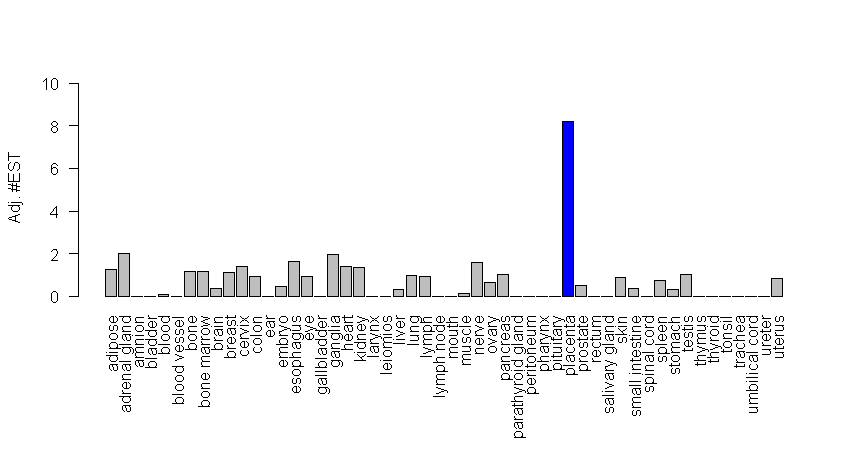 Adj. #EST
10
8
6
4
2
0
adipose
adrenal gland
amnion
bladder
blood
blood vessel
bone
bone marrow
brain
breast
cervix
colon
ear
embryo
esophagus
eye
gallbladder
ganglia
heart
kidney
larynx
leiomios
liver
lung
lymph
lymph node
mouth
muscle
nerve
ovary
pancreas
parathyroid gland
peritoneum
pharynx
pituitary
placenta
prostate
rectum
salivary gland
skin
small intestine
spinal cord
spleen
stomach
testis
thymus
thyroid
tonsil
trachea
umbilical cord
ureter
uterus